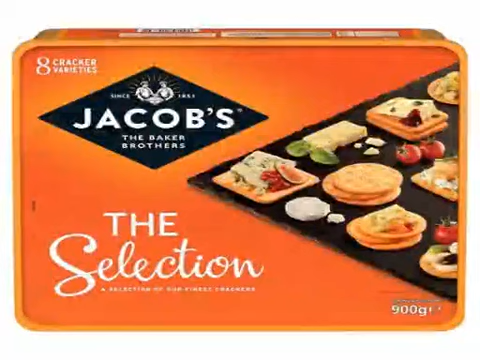 8 CRACKER
VARIETIES
SINCE 1851
JACOB'S
THE BAKER
BROTHERS
THE
Selection
A SELECTION OF OUR FINEST CRACKERS
900g e